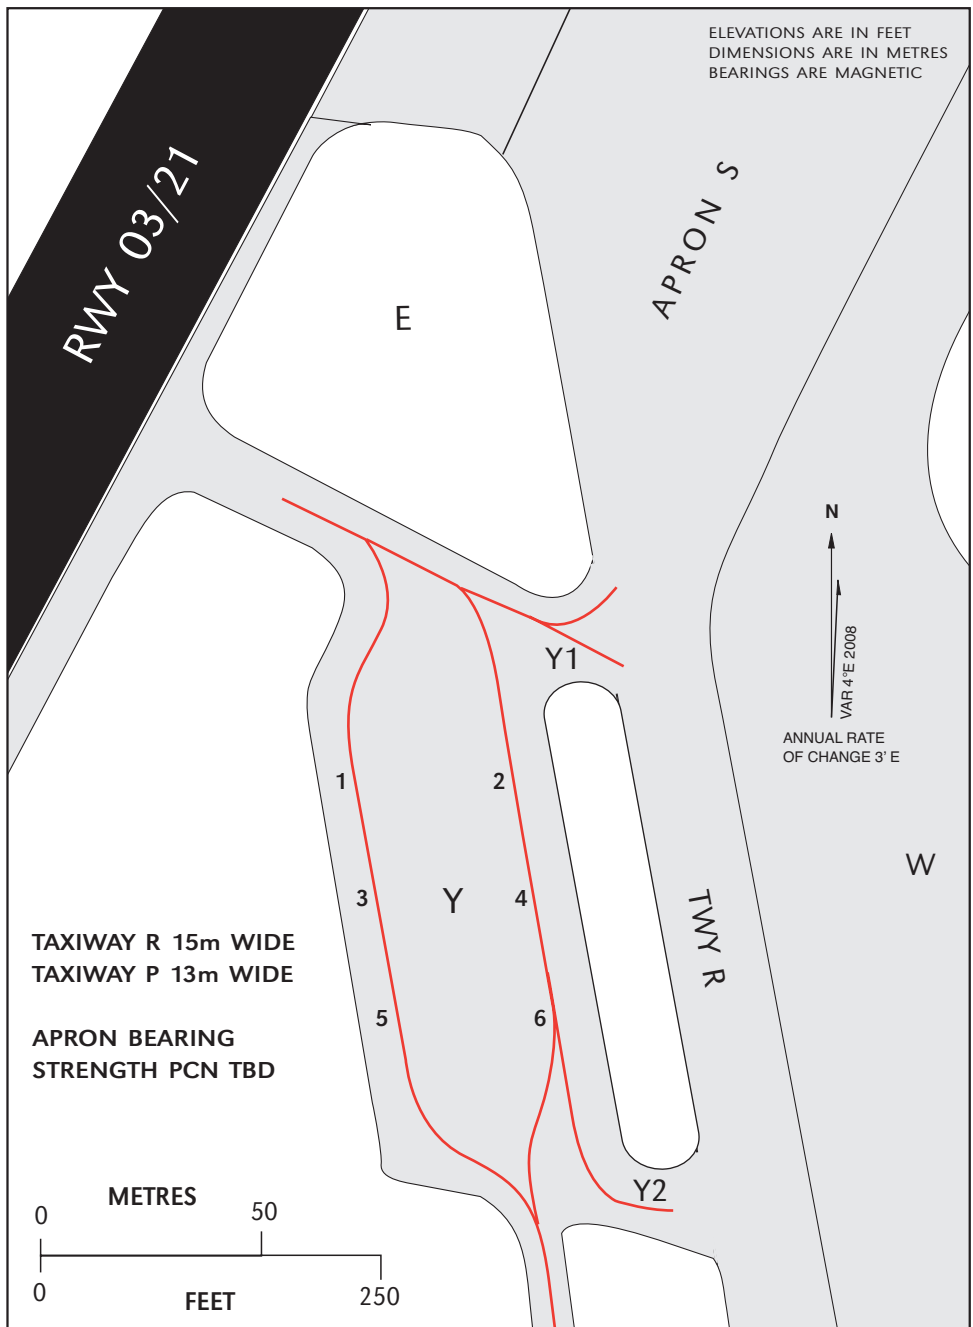 ELEVATIONS ARE IN FEET
DIMENSIONS ARE IN METRES
BEARINGS ARE MAGNETIC
RWY 03/21
APRON S
E
N
VAR 4°E 2008
ANNUAL RATE
OF CHANGE 3' E
Y1
1
2
W
3
Y
4
TWY R
TAXIWAY R 15m WIDE
TAXIWAY P 13m WIDE
5
6
APRON BEARING
STRENGTH PCN TBD
Y2
METRES
0
50
0
FEET
250